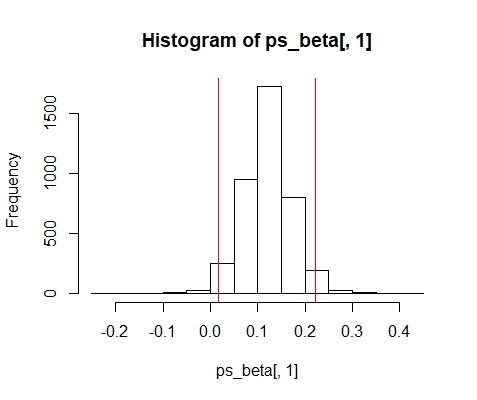 Histogram of ps_beta[, 1]
Frequency
1500
1000
500
0
-0.2 -0.1 0.0 0.1 0.2 0.3 0.4
ps_beta[, 1]